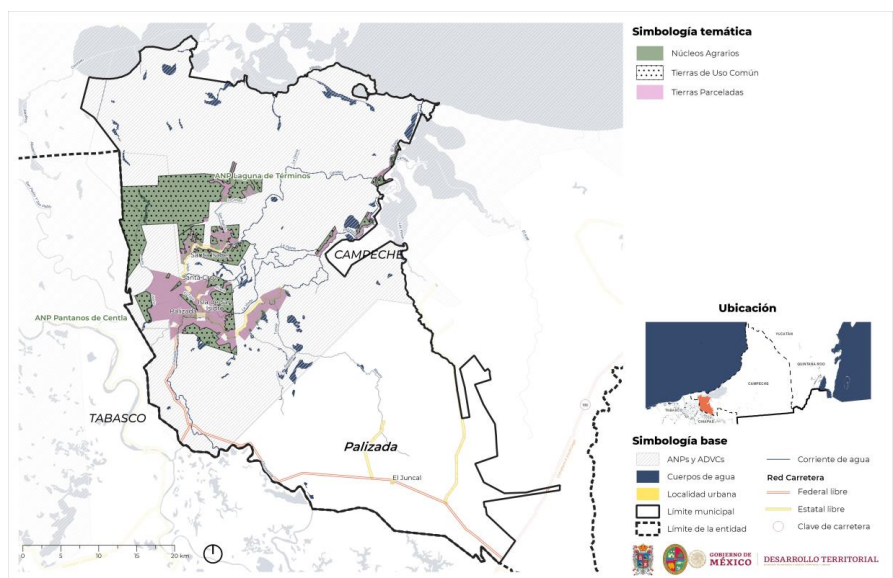 Simbología temática
Núcleos Agrarios
Tierras de Uso Común
Tierras Parceladas
ANP Laguna de Términos
CAMPECHE
ANP Pantanos de Centla
TABASCO
Palizada
El Juncal
0 5 10 20 km
Ubicación
YUCATÁN
QUINTANA ROO
CAMPECHE
TABASCO
CHIAPAS
Simbología base
ANPs y ADVCs
Cuerpos de agua
Localidad urbana
Límite municipal
Límite de la entidad
Corriente de agua
Red Carretera
Federal libre
Estatal libre
Clave de carretera
GOBIERNO DE
MÉXICO
DESARROLLO TERRITORIAL